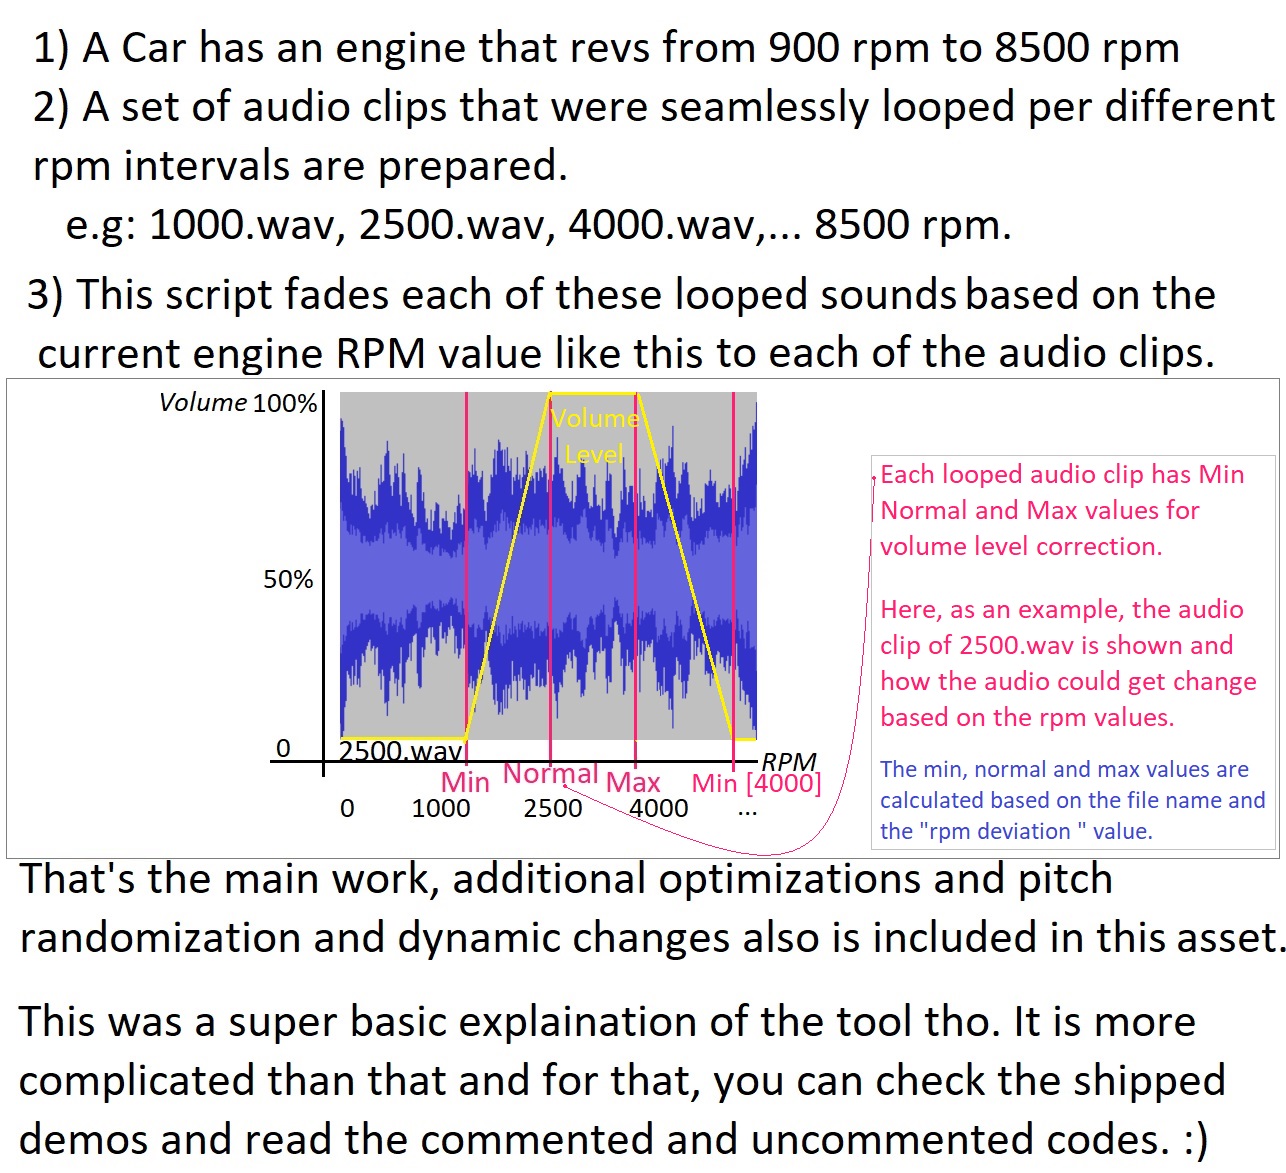 1) A Car has an engine that revs from 900 rpm to 8500 rpm
2) A set of audio clips that were seamlessly looped per different
rpm intervals are prepared.
e.g: 1000.wav, 2500.wav, 4000.wav,... 8500 rpm.
3) This script fades each of these looped sounds based on the
current engine RPM value like this to each of the audio clips.
Volume 100%
Volume
Level
50%
0
2500.wav
RPM
Min
Normal
Max
Min [4000]
0
1000
2500
4000
...
Each looped audio clip has Min
Normal and Max values for
volume level correction.
Here, as an example, the audio
clip of 2500.wav is shown and
how the audio could get change
based on the rpm values.
The min, normal and max values are
calculated based on the file name and
the "rpm deviation " value.
That's the main work, additional optimizations and pitch
randomization and dynamic changes also is included in this asset.
This was a super basic explaination of the tool tho. It is more
complicated than that and for that, you can check the shipped
demos and read the commented and uncommented codes. :)